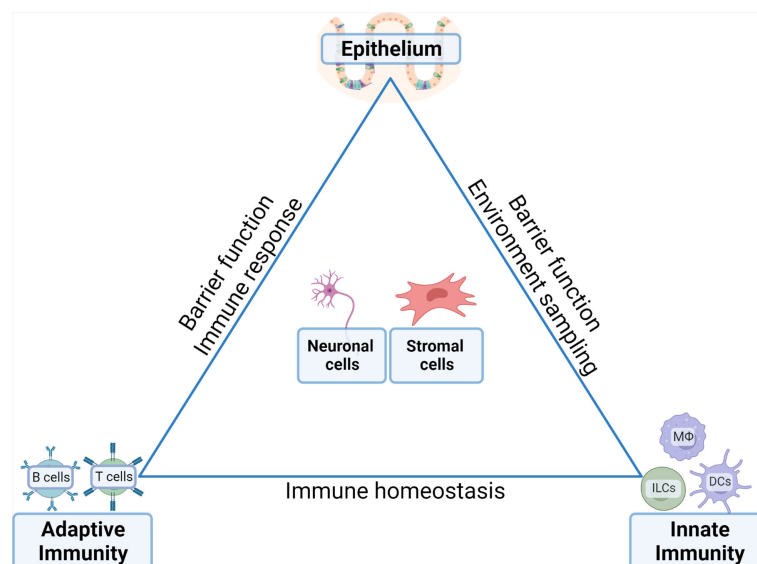 Epithelium
Barrier function
Immune response
Barrier function
Environment sampling
Neuronal
cells
Stromal
cells
B cells
T cells
Adaptive
Immunity
Immune homeostasis
MΦ
ILCs
DCs
Innate
Immunity